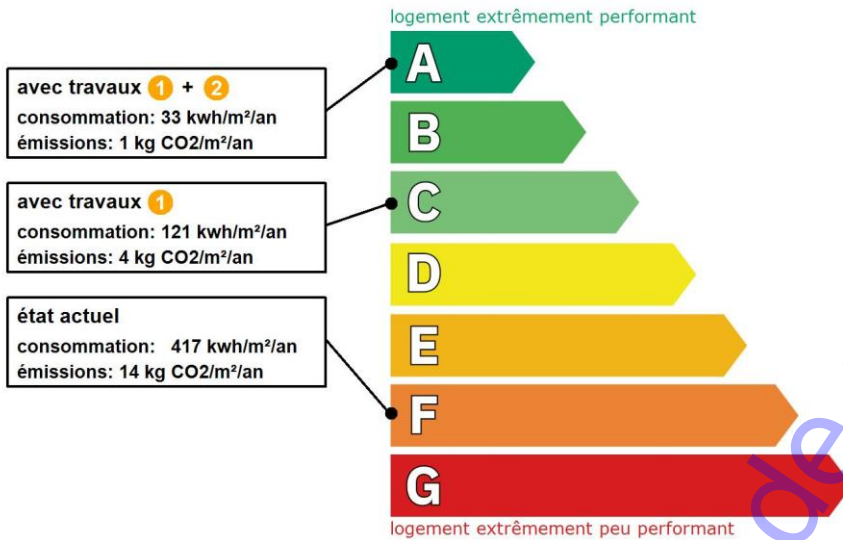 logement extrêmement performant
A
avec travaux 1 + 2
consommation: 33 kwh/m²/an
émissions: 1 kg CO2/m²/an
B
avec travaux 1
consommation: 121 kwh/m²/an
émissions: 4 kg CO2/m²/an
C
D
état actuel
consommation: 417 kwh/m²/an
émissions: 14 kg CO2/m²/an
E
F
G
logement extrêmement peu performant
de